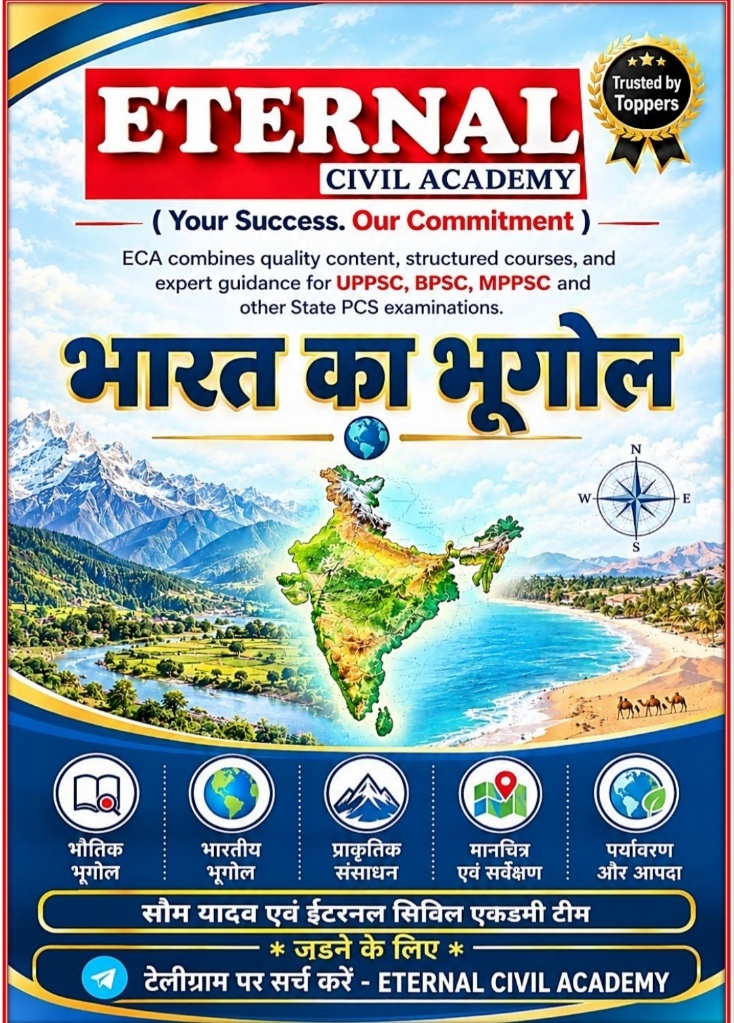 Trusted by
Toppers
ETERNAL
CIVIL ACADEMY
( Your Success. Our Commitment )
ECA combines quality content, structured courses, and
expert guidance for UPPSC, BPSC, MPPSC and
other State PCS examinations.
भारत का भूगोल
N
W E
S
भौतिक
भूगोल
भारतीय
भूगोल
प्राकृतिक
संसाधन
मानचित्र
एवं सर्वेक्षण
पर्यावरण
और आपदा
सौम यादव एवं ईटरनल सिविल एकडमी टीम
* जुडने के लिए *
टेलीग्राम पर सर्च करें - ETERNAL CIVIL ACADEMY